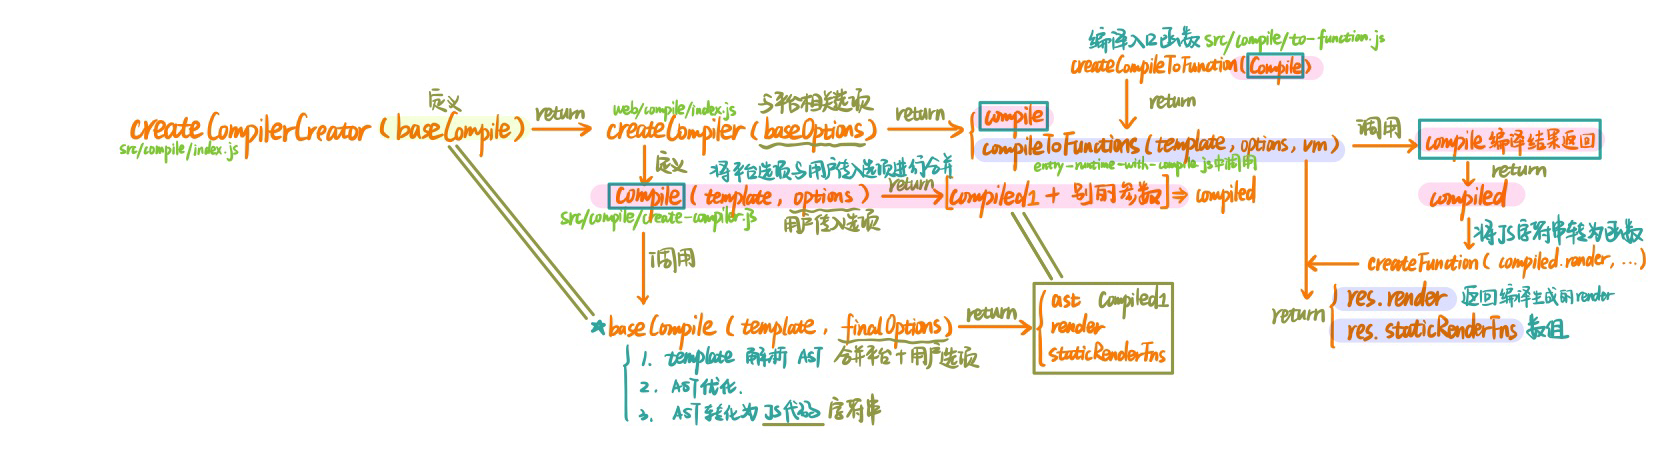 编译入口函数 src/compile/to-function.js
createCompileToFunction(Compile)
return
定义
createCompilerCreator (baseCompile)
src/compile/index.js
return
web/compile/index.js
与平台相关选项
createCompiler (baseOptions)
return
compile
compileToFunctions (template, options, vm)
entry-runtime-with-compile.js中调用
调用
compile 编译结果返回
return
compiled
将JS字符串转为函数
createFunction ( compiled.render, ...)
定义
将平台选项与用户传入选项进行合并
compile ( template, options )
return
[compiled1 + 别的参数] ⇒ compiled
src/compile/create-compiler.js
用户传入选项
调用
return
res.render 返回编译生成的render
res.staticRenderFns 数组
★baseCompile ( template, finalOptions)
return
ast Compiled1
render
staticRenderFns
1. template 解析 AST 合并平台+用户选项
2. AST优化.
3. AST转化为JS代码 字符串